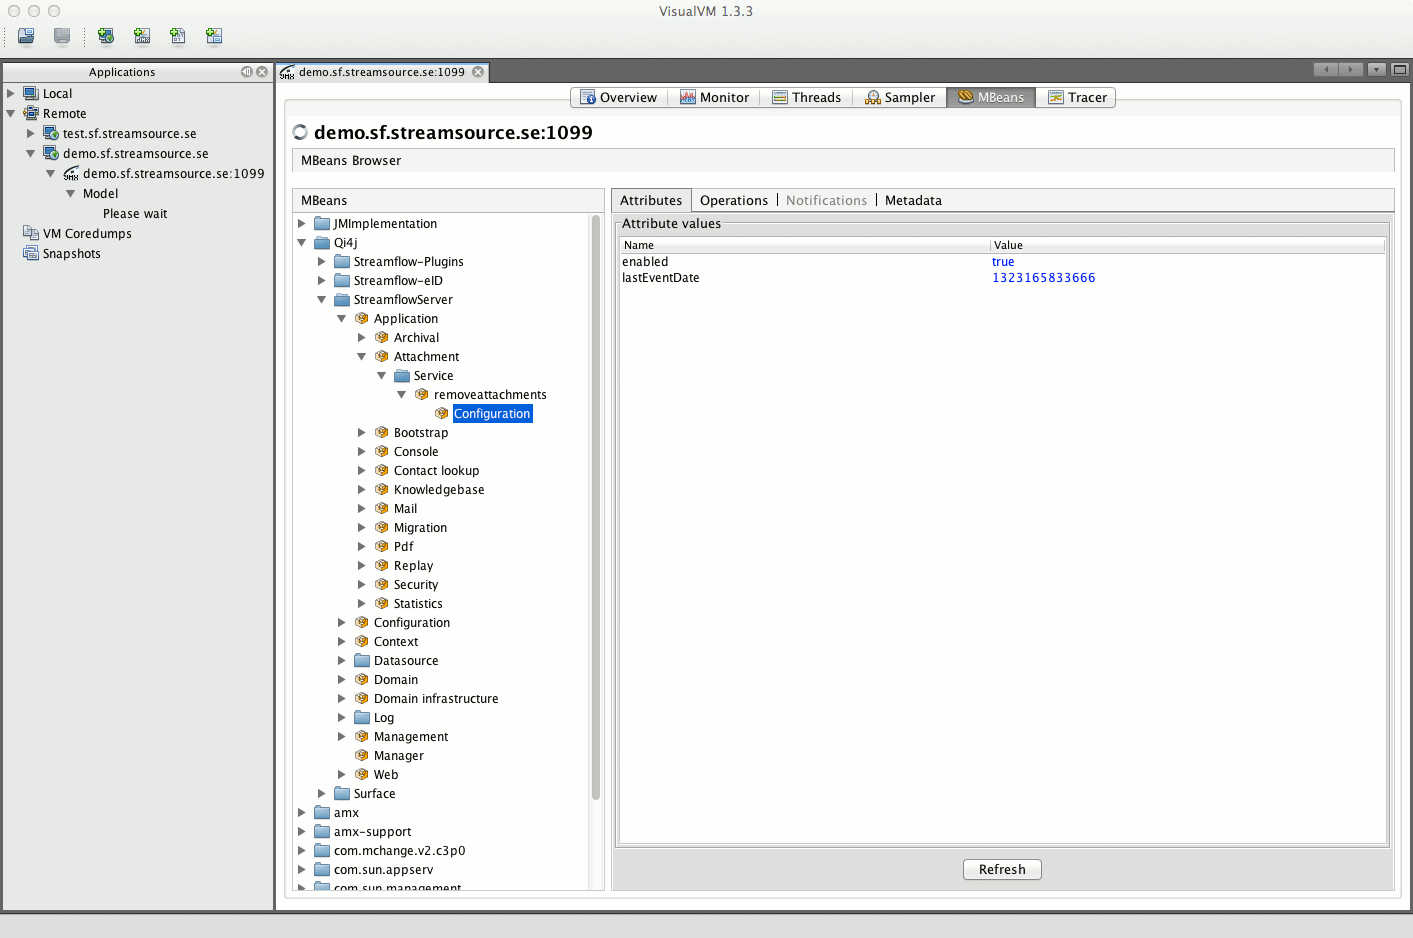 VisualVM 1.3.3
Applications
Local
Remote
test.sf.streamsource.se
demo.sf.streamsource.se
demo.sf.streamsource.se:1099
Model
Please wait
VM Coredumps
Snapshots
demo.sf.streamsource.se:1099
Overview Monitor Threads Sampler MBeans Tracer
demo.sf.streamsource.se:1099
MBeans Browser
MBeans
JMImplementation
Qi4j
Streamflow-Plugins
Streamflow-eID
StreamflowServer
Application
Archival
Attachment
Service
removeattachments
Configuration
Bootstrap
Console
Contact lookup
Knowledgebase
Mail
Migration
Pdf
Replay
Security
Statistics
Configuration
Context
Datasource
Domain
Domain infrastructure
Log
Management
Manager
Web
Surface
amx
amx-support
com.mchange.v2.c3p0
com.sun.appserv
com.sun.management
Attributes Operations Notifications Metadata
Attribute values
Name Value
enabled true
lastEventDate 1323165833666
Refresh